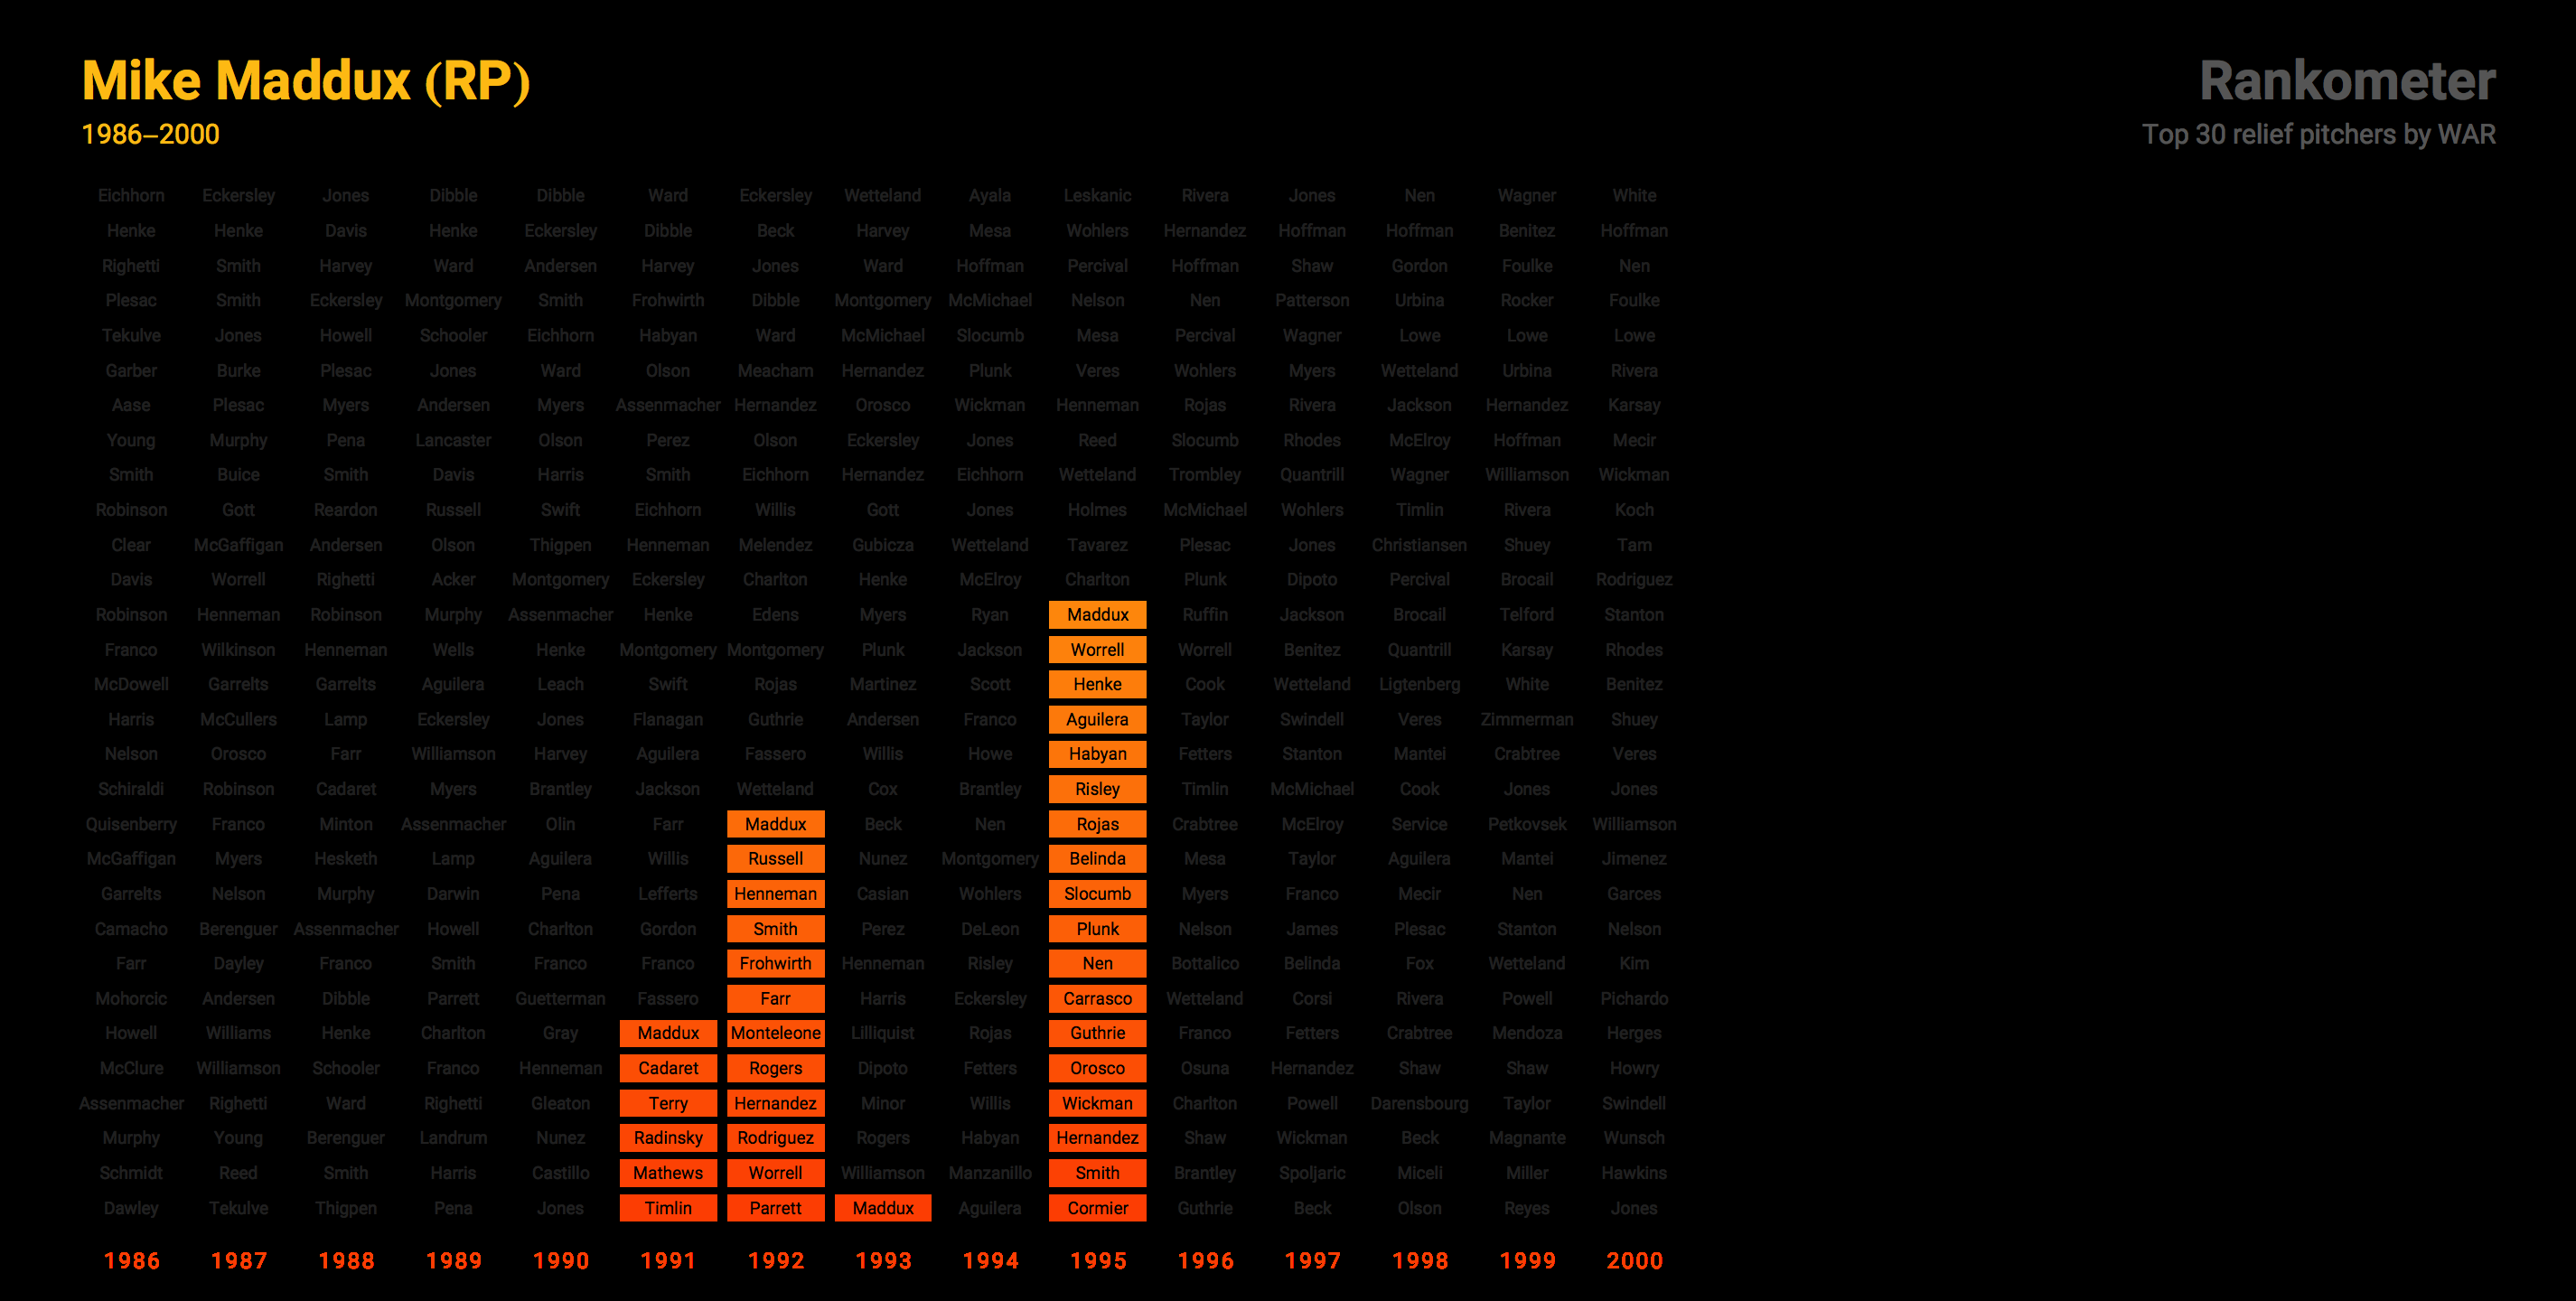 Mike Maddux (RP)
1986–2000
Rankometer
Top 30 relief pitchers by WAR
Eichhorn Eckersley Jones Dibble Dibble Ward Eckersley Wetteland Ayala Leskanic Rivera Jones Nen Wagner White
Henke Henke Davis Henke Eckersley Dibble Beck Harvey Mesa Wohlers Hernandez Hoffman Hoffman Benitez Hoffman
Righetti Smith Harvey Ward Andersen Harvey Jones Ward Hoffman Percival Hoffman Shaw Gordon Foulke Nen
Plesac Smith Eckersley Montgomery Smith Frohwirth Dibble Montgomery McMichael Nelson Nen Patterson Urbina Rocker Foulke
Tekulve Jones Howell Schooler Eichhorn Habyan Ward McMichael Slocumb Mesa Percival Wagner Lowe Lowe Lowe
Garber Burke Plesac Jones Ward Olson Meacham Hernandez Plunk Veres Wohlers Myers Wetteland Urbina Rivera
Aase Plesac Myers Andersen Myers Assenmacher Hernandez Orosco Wickman Henneman Rojas Rivera Jackson Hernandez Karsay
Young Murphy Pena Lancaster Olson Perez Olson Eckersley Jones Reed Slocumb Rhodes McElroy Hoffman Mecir
Smith Buice Smith Davis Harris Smith Eichhorn Hernandez Eichhorn Wetteland Trombley Quantrill Wagner Williamson Wickman
Robinson Gott Reardon Russell Swift Eichhorn Willis Gott Jones Holmes McMichael Wohlers Timlin Rivera Koch
Clear McGaffigan Andersen Olson Thigpen Henneman Melendez Gubicza Wetteland Tavarez Plesac Jones Christiansen Shuey Tam
Davis Worrell Righetti Acker Montgomery Eckersley Charlton Henke McElroy Charlton Plunk Dipoto Percival Brocail Rodriguez
Robinson Henneman Robinson Murphy Assenmacher Henke Edens Myers Ryan Maddux Ruffin Jackson Brocail Telford Stanton
Franco Wilkinson Henneman Wells Henke Montgomery Montgomery Plunk Jackson Worrell Worrell Benitez Quantrill Karsay Rhodes
McDowell Garrelts Garrelts Aguilera Leach Swift Rojas Martinez Scott Henke Cook Wetteland Ligtenberg White Benitez
Harris McCullers Lamp Eckersley Jones Flanagan Guthrie Andersen Franco Aguilera Taylor Swindell Veres Zimmerman Shuey
Nelson Orosco Farr Williamson Harvey Aguilera Fassero Willis Howe Habyan Fetters Stanton Mantei Crabtree Veres
Schiraldi Robinson Cadaret Myers Brantley Jackson Wetteland Cox Brantley Risley Timlin McMichael Cook Jones Jones
Quisenberry Franco Minton Assenmacher Olin Farr Maddux Beck Nen Rojas Crabtree McElroy Service Petkovsek Williamson
McGaffigan Myers Hesketh Lamp Aguilera Willis Russell Nunez Montgomery Belinda Mesa Taylor Aguilera Mantei Jimenez
Garrelts Nelson Murphy Darwin Pena Lefferts Henneman Casian Wohlers Slocumb Myers Franco Mecir Nen Garces
Camacho Berenguer Assenmacher Howell Charlton Gordon Smith Perez DeLeon Plunk Nelson James Plesac Stanton Nelson
Farr Dayley Franco Smith Franco Franco Frohwirth Henneman Risley Nen Bottalico Belinda Fox Wetteland Kim
Mohorcic Andersen Dibble Parrett Guetterman Fassero Farr Harris Eckersley Carrasco Wetteland Corsi Rivera Powell Pichardo
Howell Williams Henke Charlton Gray Maddux Monteleone Lilliquist Rojas Guthrie Franco Fetters Crabtree Mendoza Herges
McClure Williamson Schooler Franco Henneman Cadaret Rogers Dipoto Fetters Orosco Osuna Hernandez Shaw Shaw Howry
Assenmacher Righetti Ward Righetti Gleaton Terry Hernandez Minor Willis Wickman Charlton Powell Darensbourg Taylor Swindell
Murphy Young Berenguer Landrum Nunez Radinsky Rodriguez Rogers Habyan Hernandez Shaw Wickman Beck Magnante Wunsch
Schmidt Reed Smith Harris Castillo Mathews Worrell Williamson Manzanillo Smith Brantley Spoljaric Miceli Miller Hawkins
Dawley Tekulve Thigpen Pena Jones Timlin Parrett Maddux Aguilera Cormier Guthrie Beck Olson Reyes Jones
1986 1987 1988 1989 1990 1991 1992 1993 1994 1995 1996 1997 1998 1999 2000